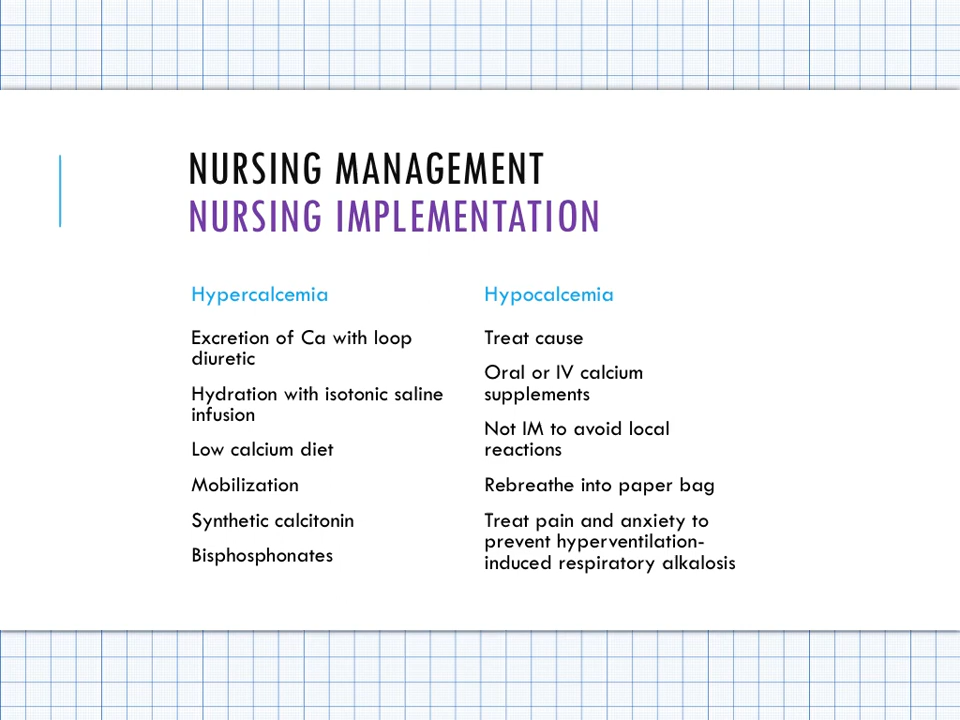 NURSING MANAGEMENT
NURSING IMPLEMENTATION
Hypercalcemia
Excretion of Ca with loop
diuretic
Hydration with isotonic saline
infusion
Low calcium diet
Mobilization
Synthetic calcitonin
Bisphosphonates
Hypocalcemia
Treat cause
Oral or IV calcium
supplements
Not IM to avoid local
reactions
Rebreathe into paper bag
Treat pain and anxiety to
prevent hyperventilation-
induced respiratory alkalosis